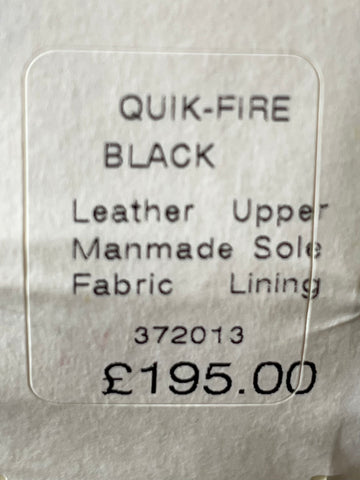 QUIK-FIRE
BLACK
Leather Upper
Manmade Sole
Fabric Lining
372013
£195.00